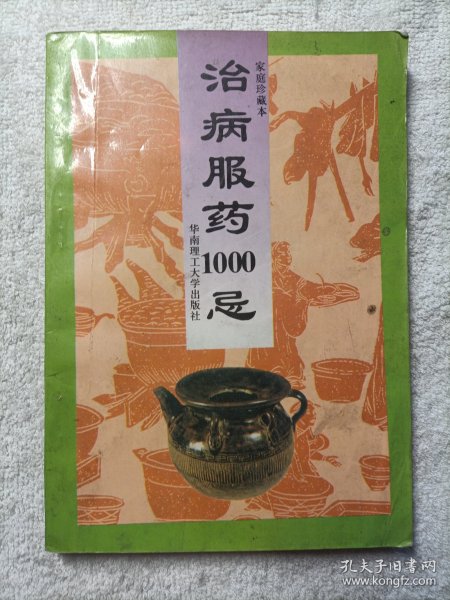 家庭珍藏本
治病服药1000忌
华南理工大学出版社
孔夫子旧书网
www.kongfz.com